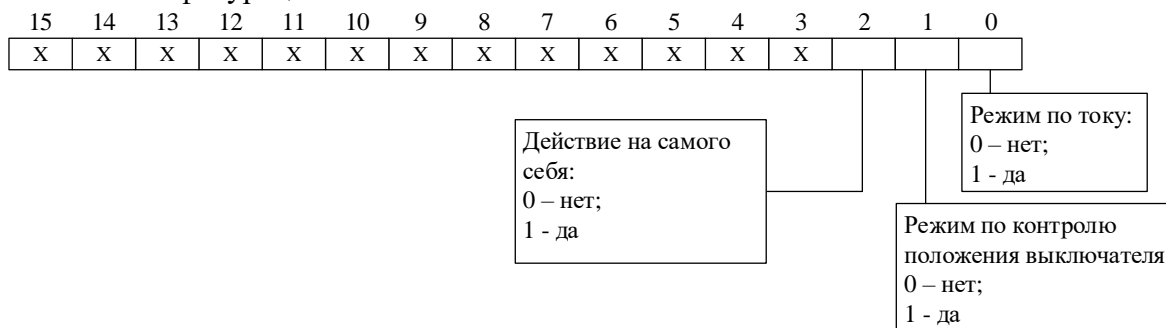 15 14 13 12 11 10 9 8 7 6 5 4 3 2 1 0
X X X X X X X X X X X X X
Режим по току:
0 – нет;
1 - да
Действие на самого
себя:
0 – нет;
1 - да
Режим по контролю
положения выключателя
0 – нет;
1 - да